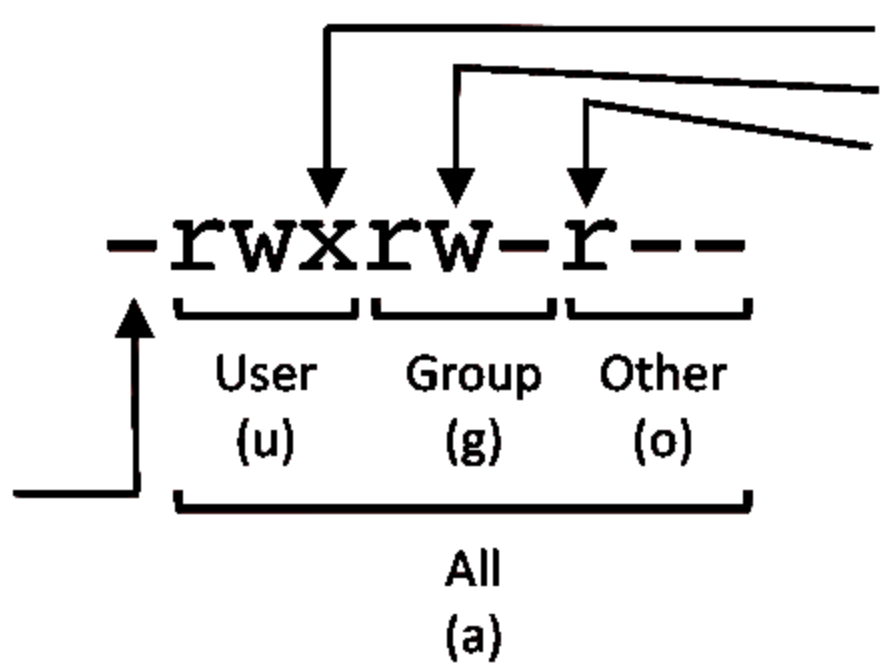 -rwxrw-r--
User Group Other
(u) (g) (o)
All
(a)